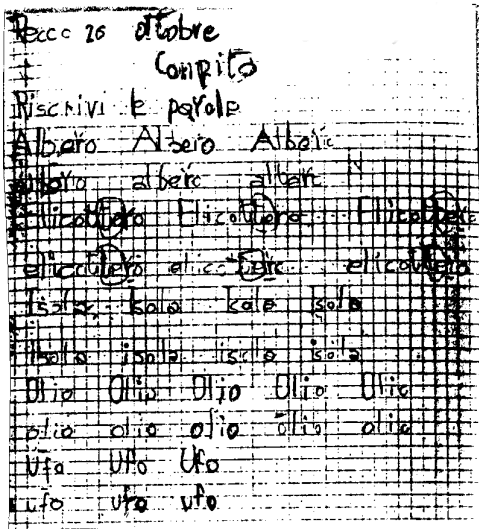 Recco 26 ottobre
Compito
Riscrivi le parole
Albero Albero Albero
albero albero albero
Elicottero Elicottero Elicottero
elicottero elicottero elicottero
Isola Isola Isola Isola
isola isola isola isola
Olio Olio Olio Olio Olio
olio olio olio olio olio
Ufo Ufo Ufo
ufo ufo ufo